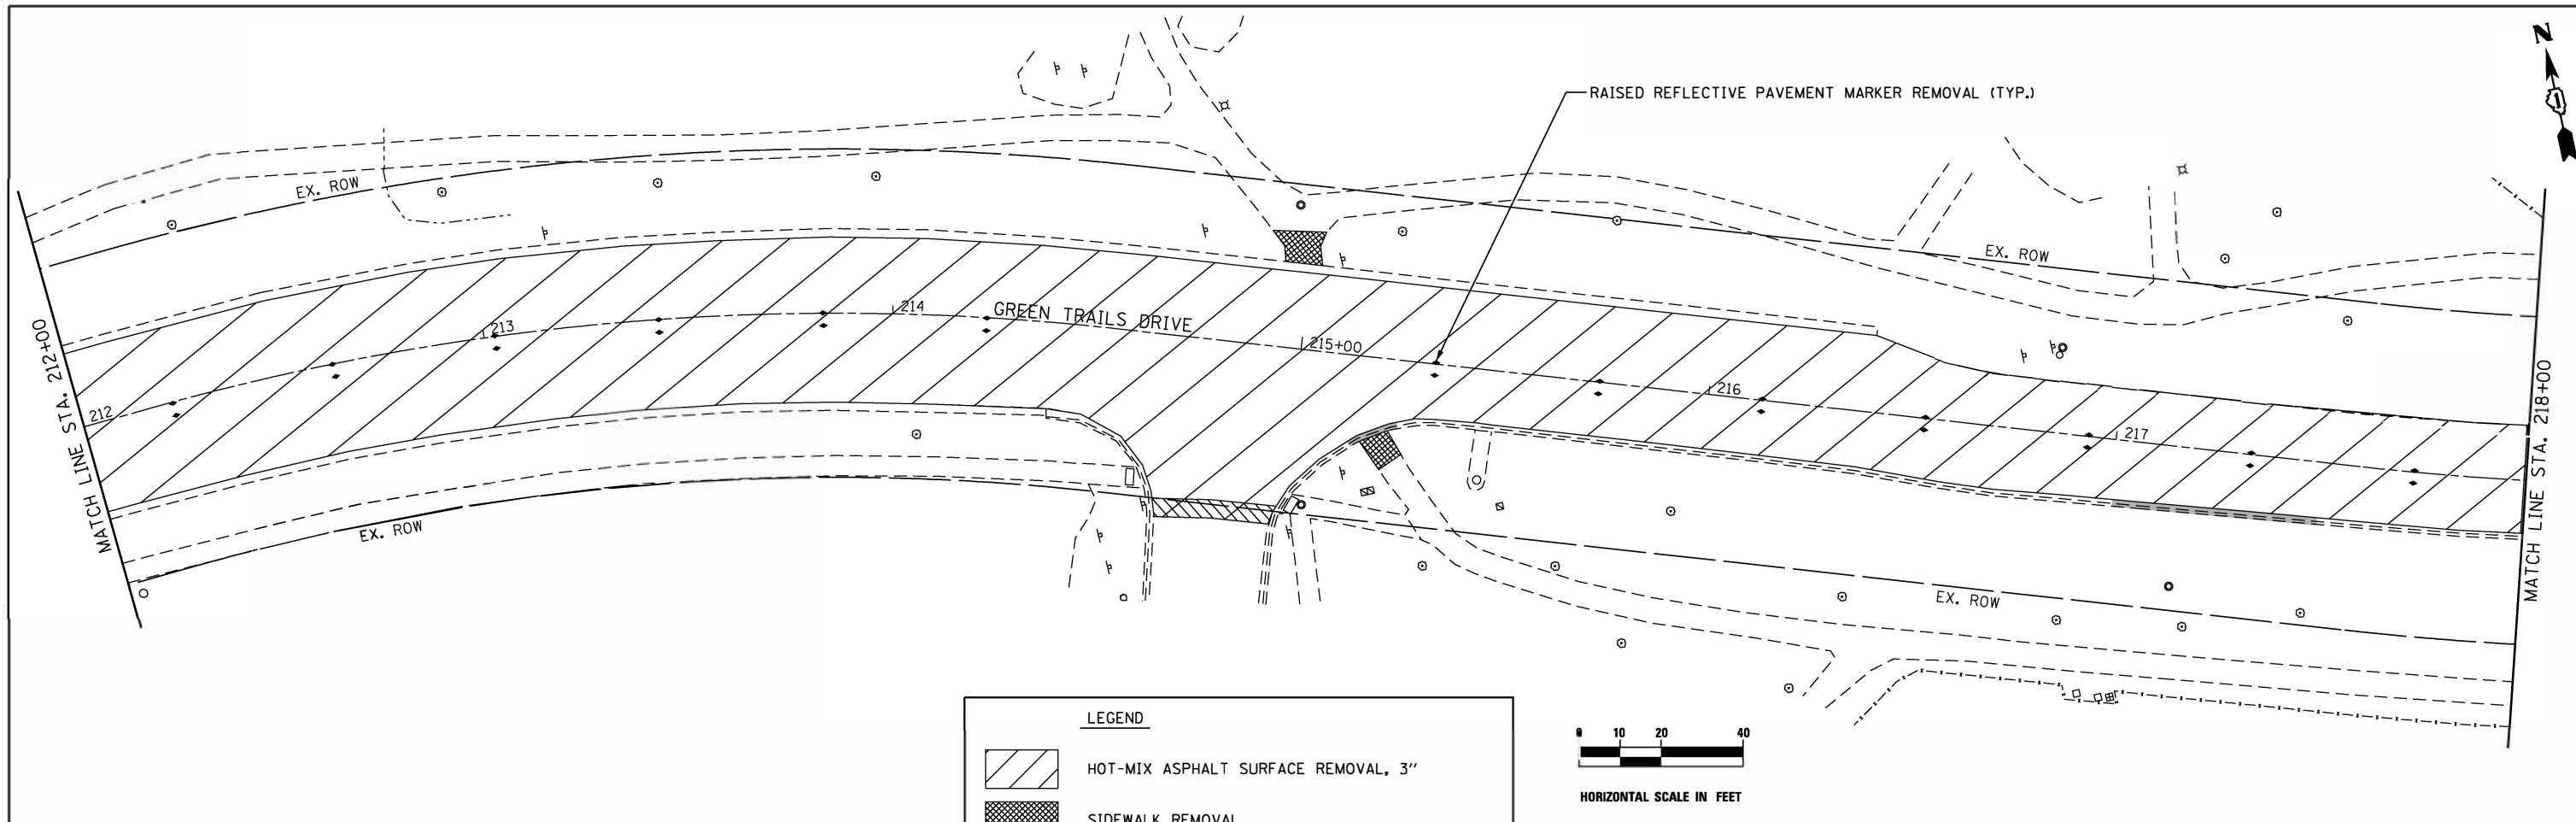 N
RAISED REFLECTIVE PAVEMENT MARKER REMOVAL (TYP.)
EX. ROW
EX. ROW
GREEN TRAILS DRIVE
212
213
214
215+00
216
217
MATCH LINE STA. 212+00
MATCH LINE STA. 218+00
EX. ROW
EX. ROW
LEGEND
HOT-MIX ASPHALT SURFACE REMOVAL, 3"
SIDEWALK REMOVAL
0 10 20 40
HORIZONTAL SCALE IN FEET